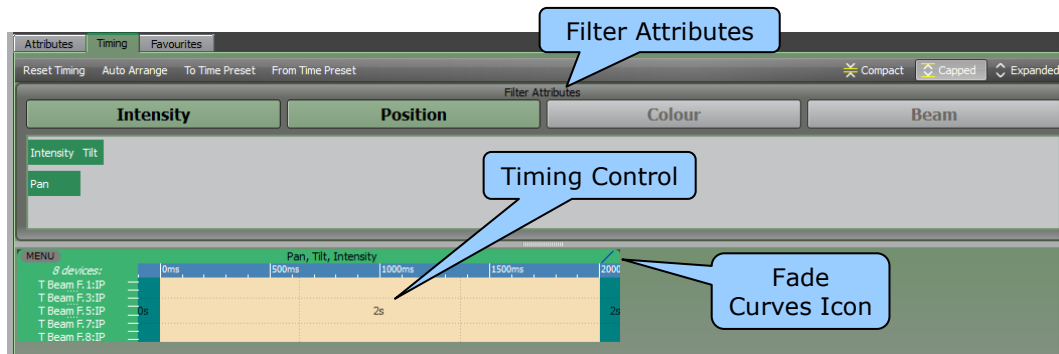 Attributes Timing Favourites
Filter Attributes
Reset Timing Auto Arrange To Time Preset From Time Preset Compact Capped Expanded
Filter Attributes
Intensity Position Colour Beam
Intensity Tilt
Pan
Timing Control
MENU Pan, Tilt, Intensity
8 devices: 0ms 500ms 1000ms 1500ms 2000
T Beam F.1:IP
T Beam F.3:IP
T Beam F.5:IP 0s 2s 2s
T Beam F.7:IP
T Beam F.8:IP
Fade
Curves Icon